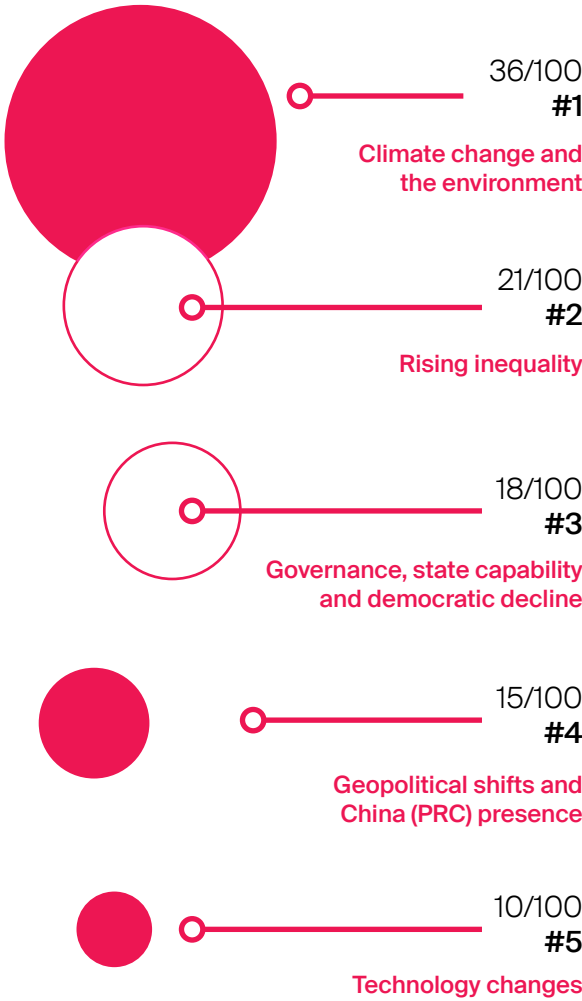 36/100
#1
Climate change and
the environment
21/100
#2
Rising inequality
18/100
#3
Governance, state capability
and democratic decline
15/100
#4
Geopolitical shifts and
China (PRC) presence
10/100
#5
Technology changes